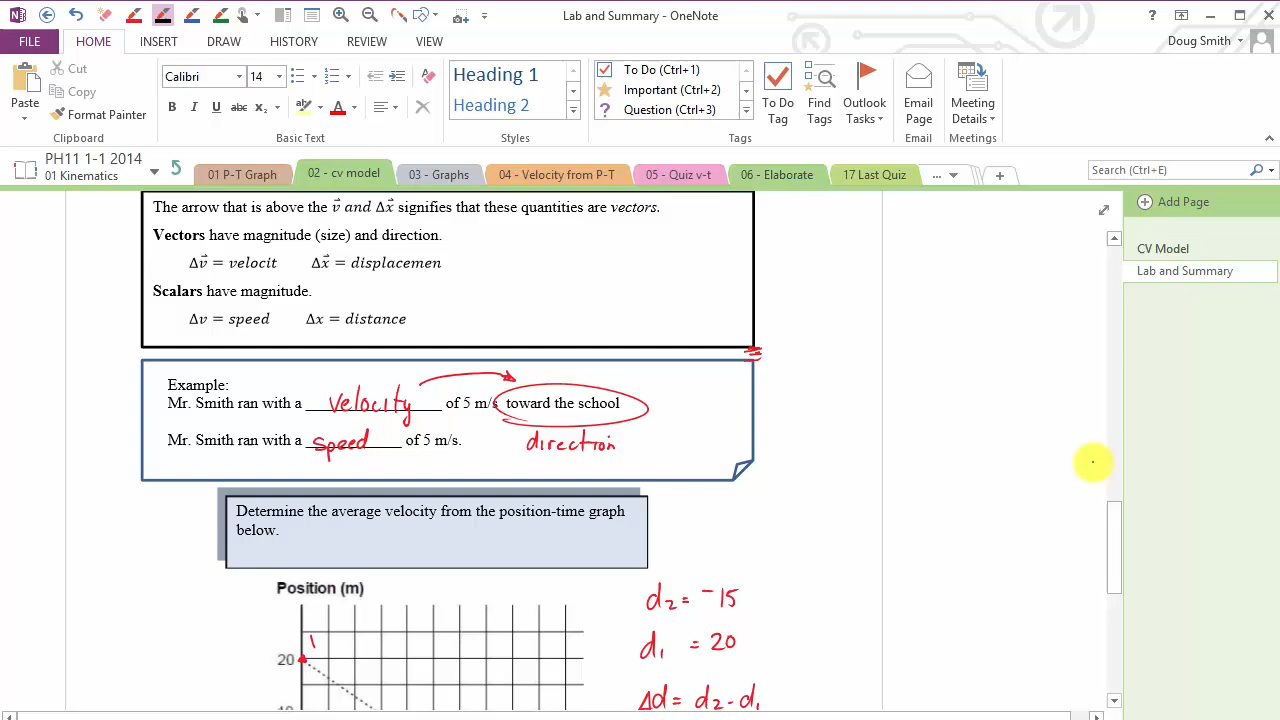 Lab and Summary - OneNote
?
FILE HOME INSERT DRAW HISTORY REVIEW VIEW
Doug Smith
Paste
Cut
Copy
Format Painter
Clipboard
Calibri 14
B I U abc x₂ A
Basic Text
Heading 1
Heading 2
Styles
To Do (Ctrl+1)
Important (Ctrl+2)
? Question (Ctrl+3)
To Do Tag
Find Tags
Outlook Tasks
Tags
Email Page
Email
Meeting Details
Meetings
PH11 1-1 2014
01 Kinematics
01 P-T Graph
02 - cv model
03 - Graphs
04 - Velocity from P-T
05 - Quiz v-t
06 - Elaborate
17 Last Quiz
...
Search (Ctrl+E)
Add Page
CV Model
Lab and Summary
The arrow that is above the v⃗ and Δx⃗ signifies that these quantities are vectors.
Vectors have magnitude (size) and direction.
Δv⃗ = velocit Δx⃗ = displacemen
Scalars have magnitude.
Δv = speed Δx = distance
Example:
Mr. Smith ran with a velocity of 5 m/s toward the school
Mr. Smith ran with a speed of 5 m/s.
direction
Determine the average velocity from the position-time graph
below.
Position (m)
20
d₂ = -15
d₁ = 20
Δd = d₂ - d₁